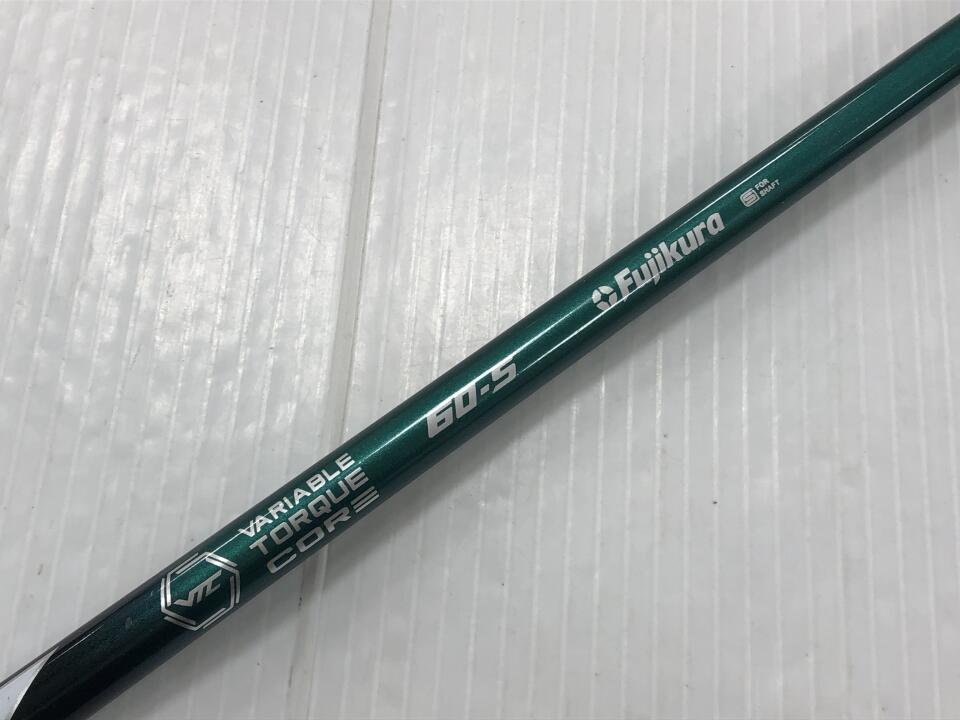 VTC
VARIABLE
TORQUE
CORE
60-S
Fujikura
S FOR
SHAFT